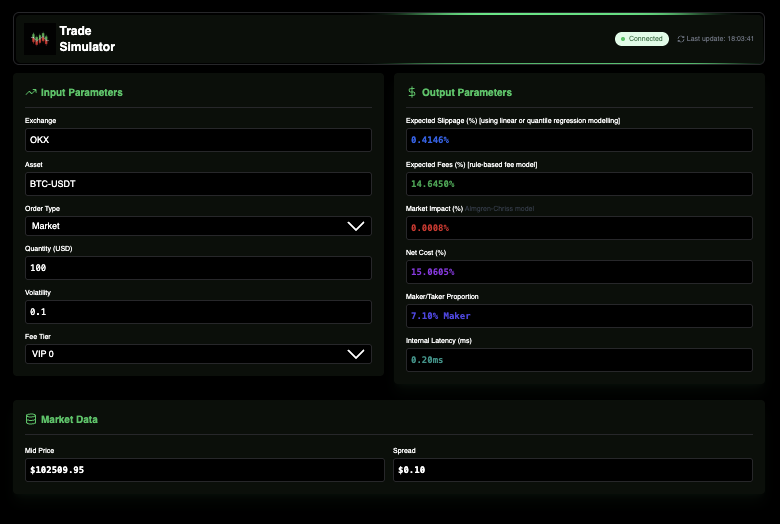 Trade
Simulator
Connected
Last update: 18:03:41
Input Parameters
Exchange
OKX
Asset
BTC-USDT
Order Type
Market
Quantity (USD)
100
Volatility
0.1
Fee Tier
VIP 0
Output Parameters
Expected Slippage (%) [using linear or quantile regression modelling]
0.4146%
Expected Fees (%) [rule-based fee model]
14.6450%
Market Impact (%) Almgren-Chriss model
0.0008%
Net Cost (%)
15.0605%
Maker/Taker Proportion
7.10% Maker
Internal Latency (ms)
0.20ms
Market Data
Mid Price
$102509.95
Spread
$0.10